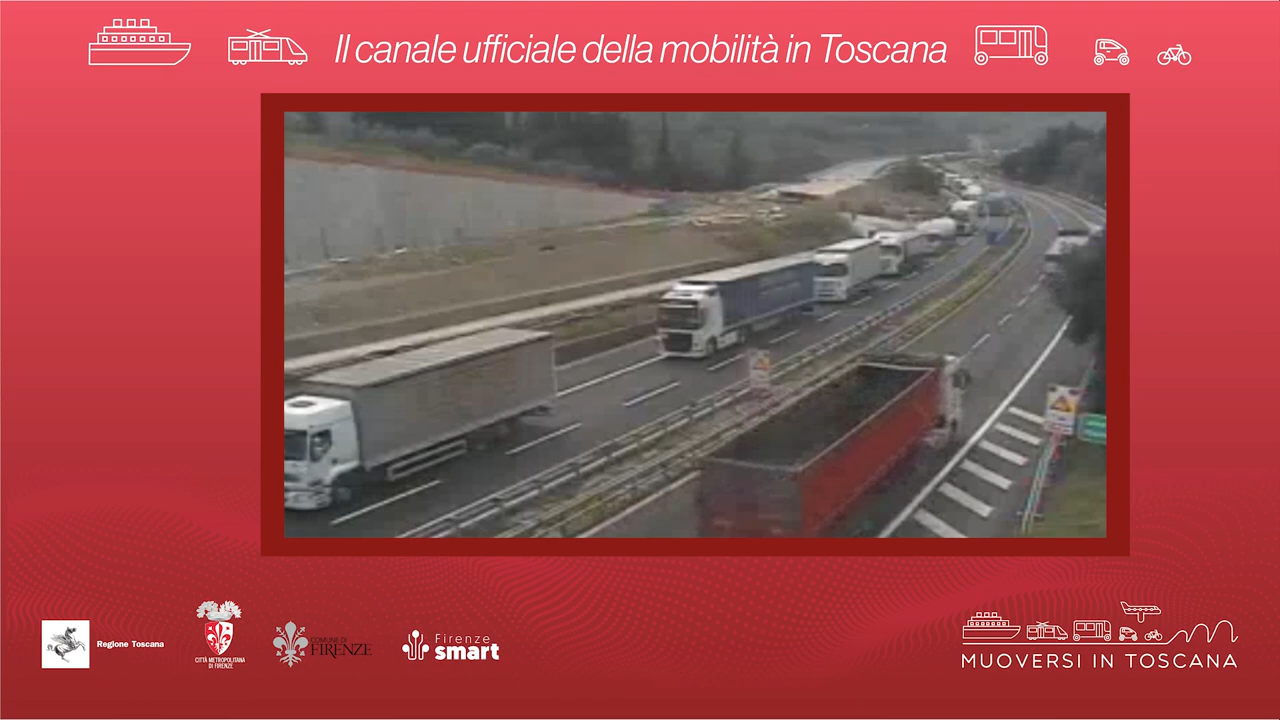 Il canale ufficiale della mobilità in Toscana
Regione Toscana
CITTÀ METROPOLITANA
DI FIRENZE
COMUNE DI
FIRENZE
Firenze
smart
MUOVERSI IN TOSCANA